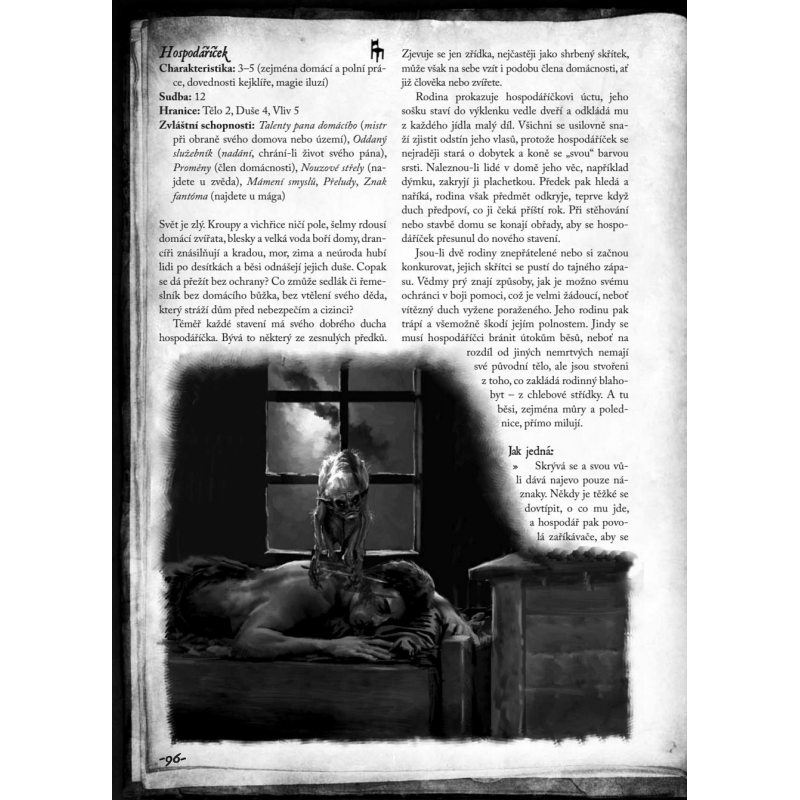 Hospodáříček
Charakteristika: 3–5 (zejména domácí a polní prá-
ce, dovednosti kejklíře, magie iluzí)
Sudba: 12
Hranice: Tělo 2, Duše 4, Vliv 5
Zvláštní schopnosti: Talenty pana domácího (mistr
při obraně svého domova nebo území), Oddaný
služebník (nadání, chrání-li život svého pána),
Proměny (člen domácnosti), Nouzové střely (na-
jdete u zvěda), Mámení smyslů, Přeludy, Znak
fantóma (najdete u mága)
Svět je zlý. Kroupy a vichřice ničí pole, šelmy rdousí
domácí zvířata, blesky a velká voda boří domy, dran-
cíři znásilňují a kradou, mor, zima a neúroda hubí
lidi po desítkách a běsi odnášejí jejich duše. Copak
se dá přežít bez ochrany? Co zmůže sedlák či řeme-
slník bez domácího bůžka, bez vtělení svého děda,
který stráží dům před nebezpečím a cizinci?
Téměř každé stavení má svého dobrého ducha
hospodáříčka. Bývá to některý ze zesnulých předků.
Zjevuje se jen zřídka, nejčastěji jako shrbený skřítek,
může však na sebe vzít i podobu člena domácnosti, ať
již člověka nebo zvířete.
Rodina prokazuje hospodáříčkovi úctu, jeho
sošku staví do výklenku vedle dveří a odkládá mu
z každého jídla malý díl. Všichni se usilovně sna-
ží zjistit odstín jeho vlasů, protože hospodáříček se
nejraději stará o dobytek a koně se „svou“ barvou
srsti. Naleznou-li lidé v domě jeho věc, například
dýmku, zakryjí ji plachetkou. Předek pak hledá a
naříká, rodina však předmět odkryje, teprve když
duch předpoví, co ji čeká příští rok. Při stěhování
nebo stavbě domu se konají obřady, aby se hospo-
dáříček přesunul do nového stavení.
Jsou-li dvě rodiny znepřátelené nebo si začnou
konkurovat, jejich skřítci se pustí do tajného zápa-
su. Vědmy prý znají způsoby, jak je možno svému
ochránci v boji pomoci, což je velmi žádoucí, neboť
vítězný duch vyžene poraženého. Jeho rodinu pak
trápí a všemožně škodí jejím polnostem. Jindy se
musí hospodáříčci bránit útokům běsů, neboť na
rozdíl od jiných nemrtvých nemají
své původní tělo, ale jsou stvořeni
z toho, co zakládá rodinný blaho-
byt – z chlebové střídky. A tu
běsi, zejména můry a poled-
nice, přímo milují.
Jak jedná:
» Skrývá se a svou vů-
li dává najevo pouze ná-
znaky. Někdy je těžké se
dovtípit, o co mu jde,
a hospodář pak povo-
lá zaříkávače, aby se
-96-